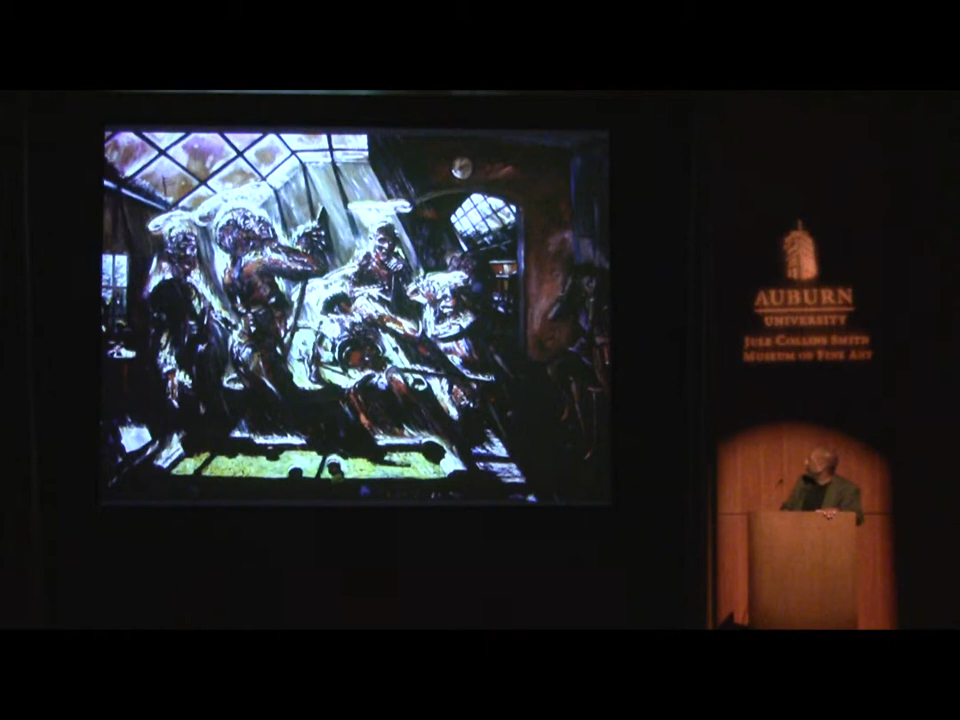 AUBURN
UNIVERSITY
JULE COLLINS SMITH
MUSEUM OF FINE ART